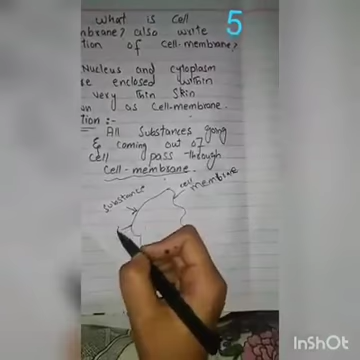 What is Cell
mbrane? also write
tion of cell-membrane?
5
Nucleus and cytoplasm
re enclosed within
very thin skin
wn as cell-membrane.
tion :-
All substances going
& coming out of
cell pass through
cell-membrane.
substance
cell
membrane
InShOt